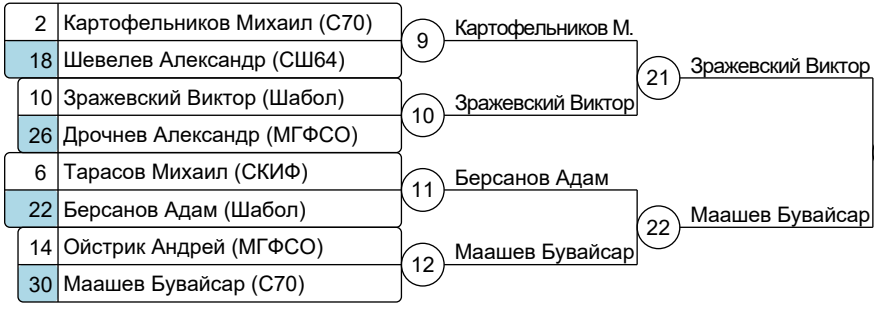 2 Картофельников Михаил (С70)
18 Шевелев Александр (СШ64)
9 Картофельников М.
10 Зражевский Виктор (Шабол)
26 Дрочнев Александр (МГФСО)
10 Зражевский Виктор
21 Зражевский Виктор
6 Тарасов Михаил (СКИФ)
22 Берсанов Адам (Шабол)
11 Берсанов Адам
14 Ойстрик Андрей (МГФСО)
30 Маашев Бувайсар (С70)
12 Маашев Бувайсар
22 Маашев Бувайсар